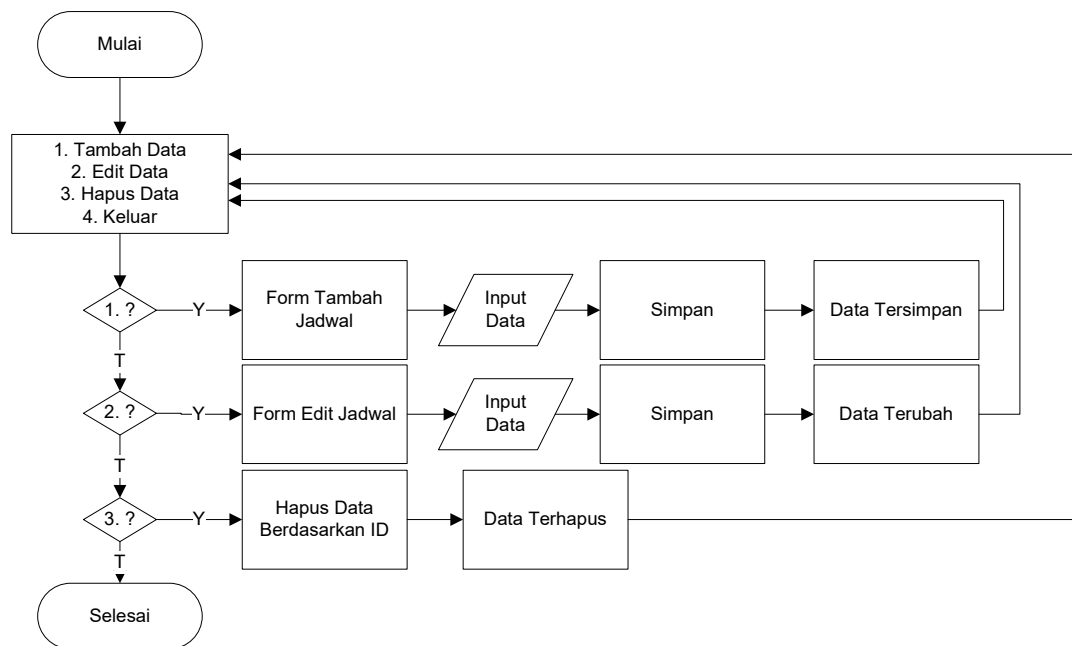 Mulai
1. Tambah Data
2. Edit Data
3. Hapus Data
4. Keluar
1. ?
Y
Form Tambah
Jadwal
Input
Data
Simpan
Data Tersimpan
T
2. ?
Y
Form Edit Jadwal
Input
Data
Simpan
Data Terubah
T
3. ?
Y
Hapus Data
Berdasarkan ID
Data Terhapus
T
Selesai